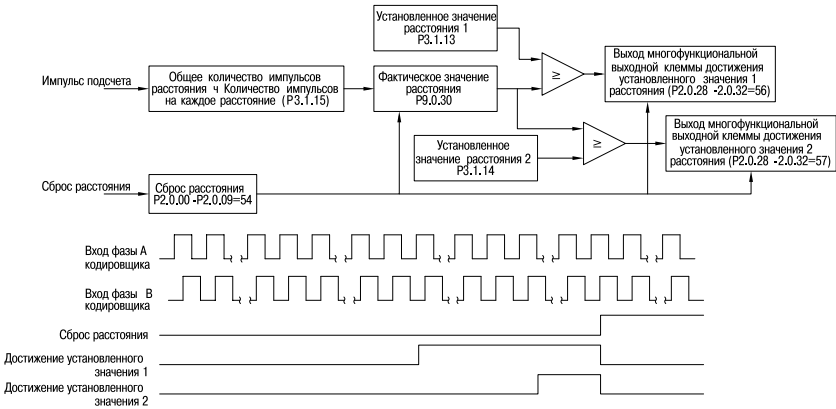 Установленное значение
расстояния 1
P3.1.13
Импульс подсчета
Общее количество импульсов
расстояния ч Количество импульсов
на каждое расстояние (P3.1.15)
Фактическое значение
расстояния
P9.0.30
≥
Выход многофункциональной
выходной клеммы достижения
установленного значения 1
расстояния (P2.0.28 -2.0.32=56)
Установленное
значение расстояния 2
P3.1.14
≥
Выход многофункциональной
выходной клеммы достижения
установленного значения 2
расстояния (P2.0.28 -2.0.32=57)
Сброс расстояния
Сброс расстояния
P2.0.00 -P2.0.09=54
Вход фазы A
кодировщика
Вход фазы B
кодировщика
Сброс расстояния
Достижение установленного
значения 1
Достижение установленного
значения 2